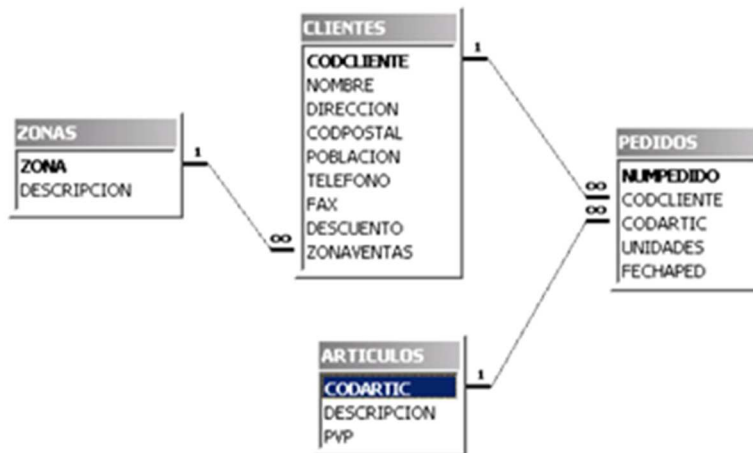 ZONAS
ZONA
DESCRIPCION
1
∞
CLIENTES
CODCLIENTE
NOMBRE
DIRECCION
CODPOSTAL
POBLACION
TELEFONO
FAX
DESCUENTO
ZONAVENTAS
1
∞
∞
PEDIDOS
NUMPEDIDO
CODCLIENTE
CODARTIC
UNIDADES
FECHAPED
ARTICULOS
CODARTIC
DESCRIPCION
PVP
1